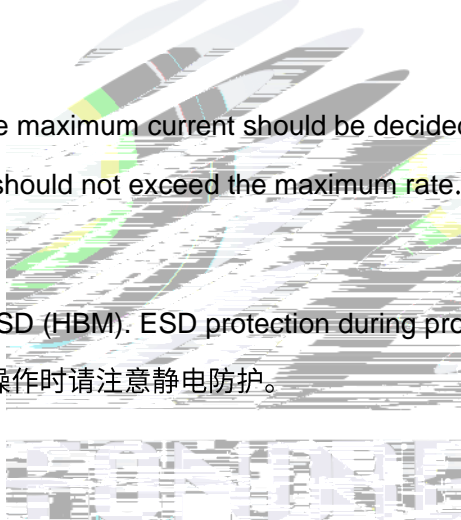 e maximum current should be decided
should not exceed the maximum rate.
SD (HBM). ESD protection during pro
操作时请注意静电防护。